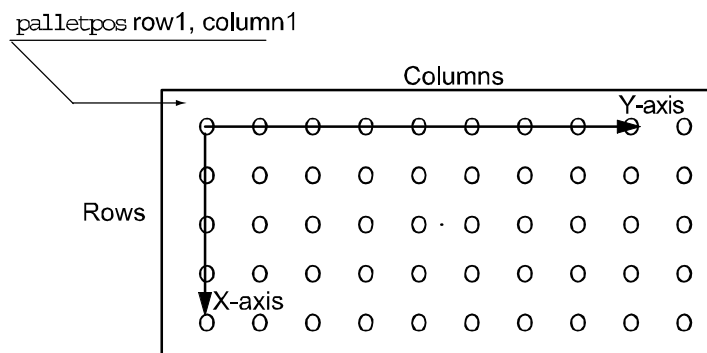 palletpos row1, column1
Columns
Y-axis
Rows
X-axis